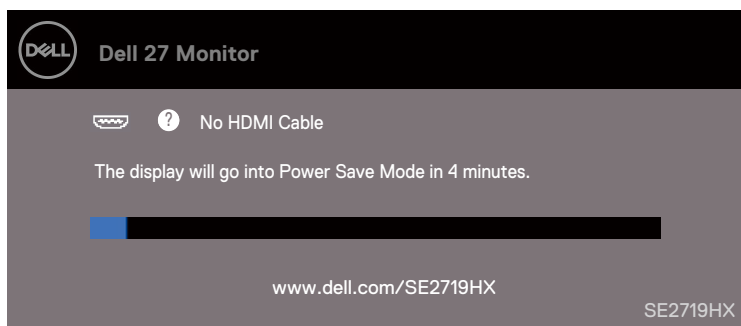 DELL
Dell 27 Monitor
? No HDMI Cable
The display will go into Power Save Mode in 4 minutes.
www.dell.com/SE2719HX
SE2719HX